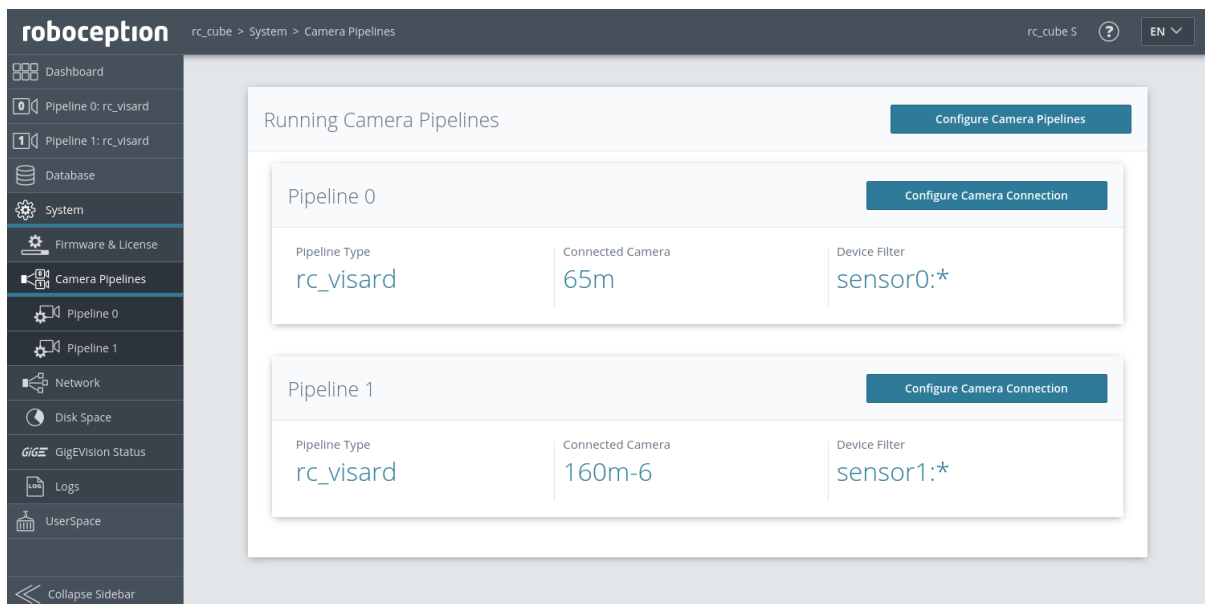 roboception
rc_cube > System > Camera Pipelines
rc_cube S
?
EN
Dashboard
0 Pipeline 0: rc_visard
1 Pipeline 1: rc_visard
Database
System
Firmware & License
0
1
Camera Pipelines
Pipeline 0
Pipeline 1
Network
Disk Space
GiGE GigEVision Status
LOG Logs
UserSpace
Collapse Sidebar
Running Camera Pipelines
Configure Camera Pipelines
Pipeline 0
Configure Camera Connection
Pipeline Type
rc_visard
Connected Camera
65m
Device Filter
sensor0:*
Pipeline 1
Configure Camera Connection
Pipeline Type
rc_visard
Connected Camera
160m-6
Device Filter
sensor1:*